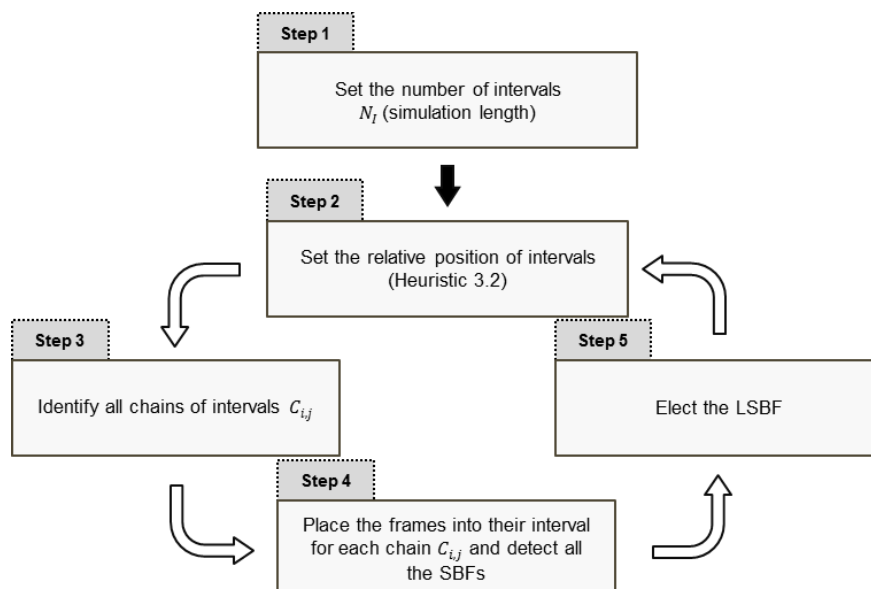 Step 1
Set the number of intervals
N_I (simulation length)
Step 2
Set the relative position of intervals
(Heuristic 3.2)
Step 3
Identify all chains of intervals C_{i,j}
Step 4
Place the frames into their interval
for each chain C_{i,j} and detect all
the SBFs
Step 5
Elect the LSBF